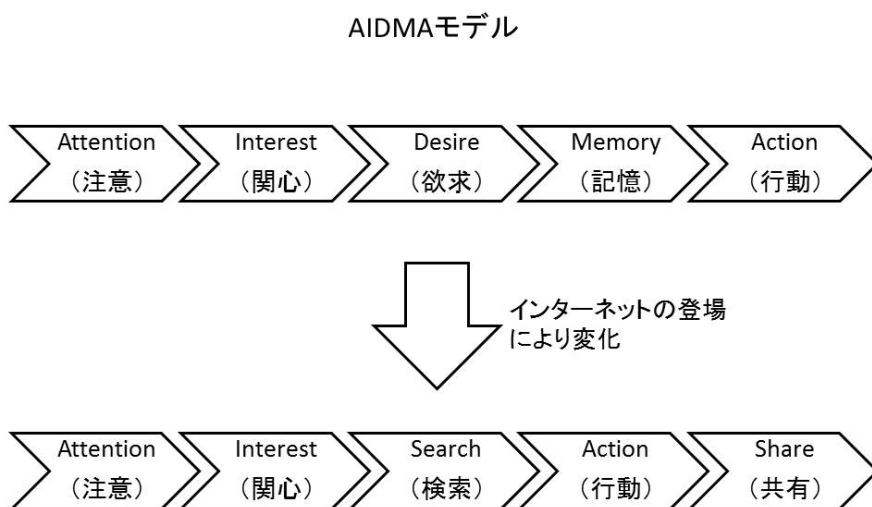 AIDMAモデル
Attention
(注意)
Interest
(関心)
Desire
(欲求)
Memory
(記憶)
Action
(行動)
インターネットの登場
により変化
Attention
(注意)
Interest
(関心)
Search
(検索)
Action
(行動)
Share
(共有)